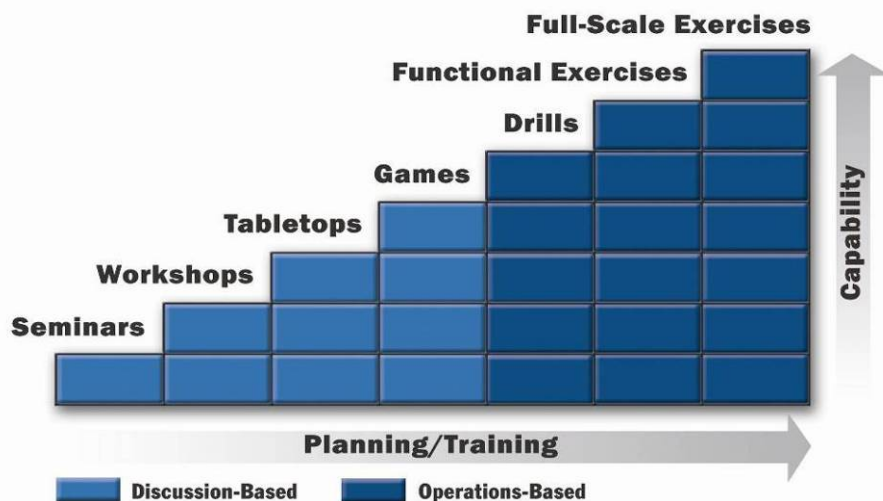 Full-Scale Exercises
Functional Exercises
Drills
Games
Tabletops
Workshops
Seminars
Capability
Planning/Training
Discussion-Based
Operations-Based